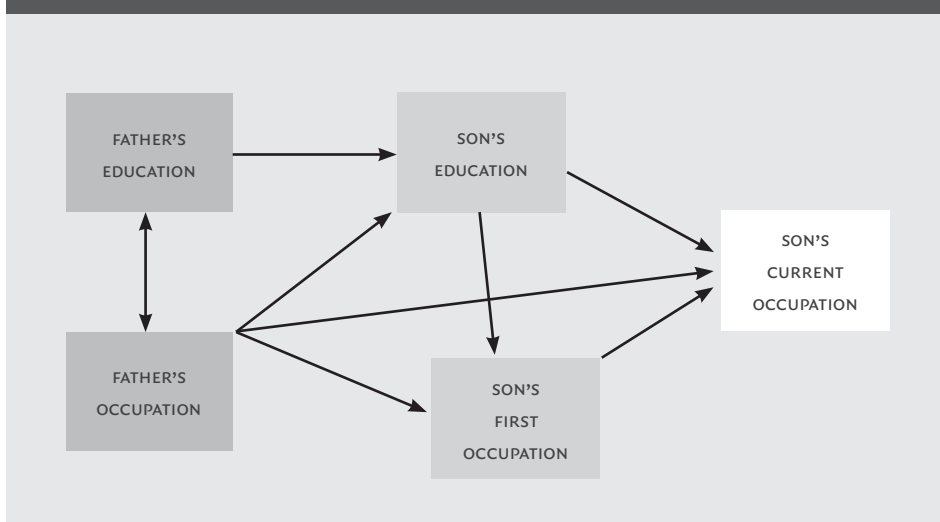 FATHER'S
EDUCATION
SON'S
EDUCATION
SON'S
CURRENT
OCCUPATION
FATHER'S
OCCUPATION
SON'S
FIRST
OCCUPATION